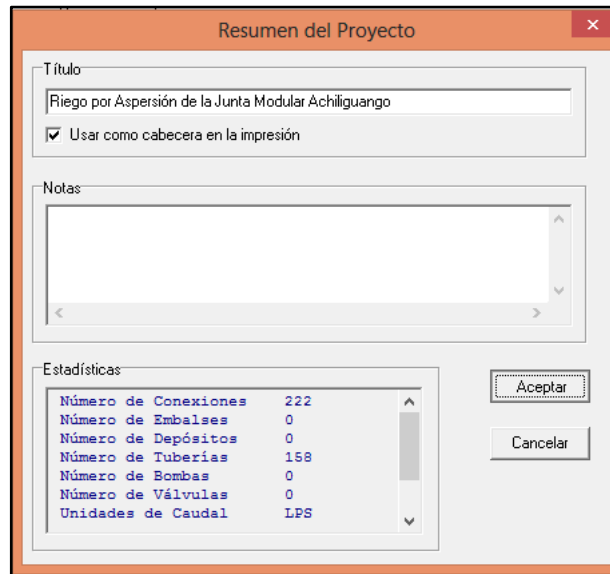 Resumen del Proyecto
Título
Riego por Aspersión de la Junta Modular Achiliguango
Usar como cabecera en la impresión
Notas
Estadísticas
Número de Conexiones 222
Número de Embalses 0
Número de Depósitos 0
Número de Tuberías 158
Número de Bombas 0
Número de Válvulas 0
Unidades de Caudal LPS
Aceptar
Cancelar